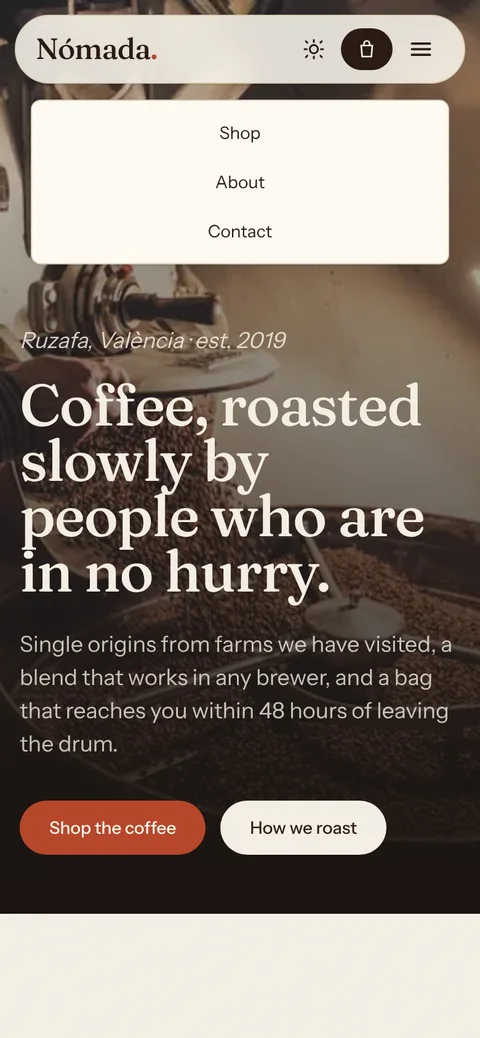 Nómada.
Shop
About
Contact
Ruzafa, València · est. 2019
Coffee, roasted
slowly by
people who are
in no hurry.
Single origins from farms we have visited, a
blend that works in any brewer, and a bag
that reaches you within 48 hours of leaving
the drum.
Shop the coffee
How we roast